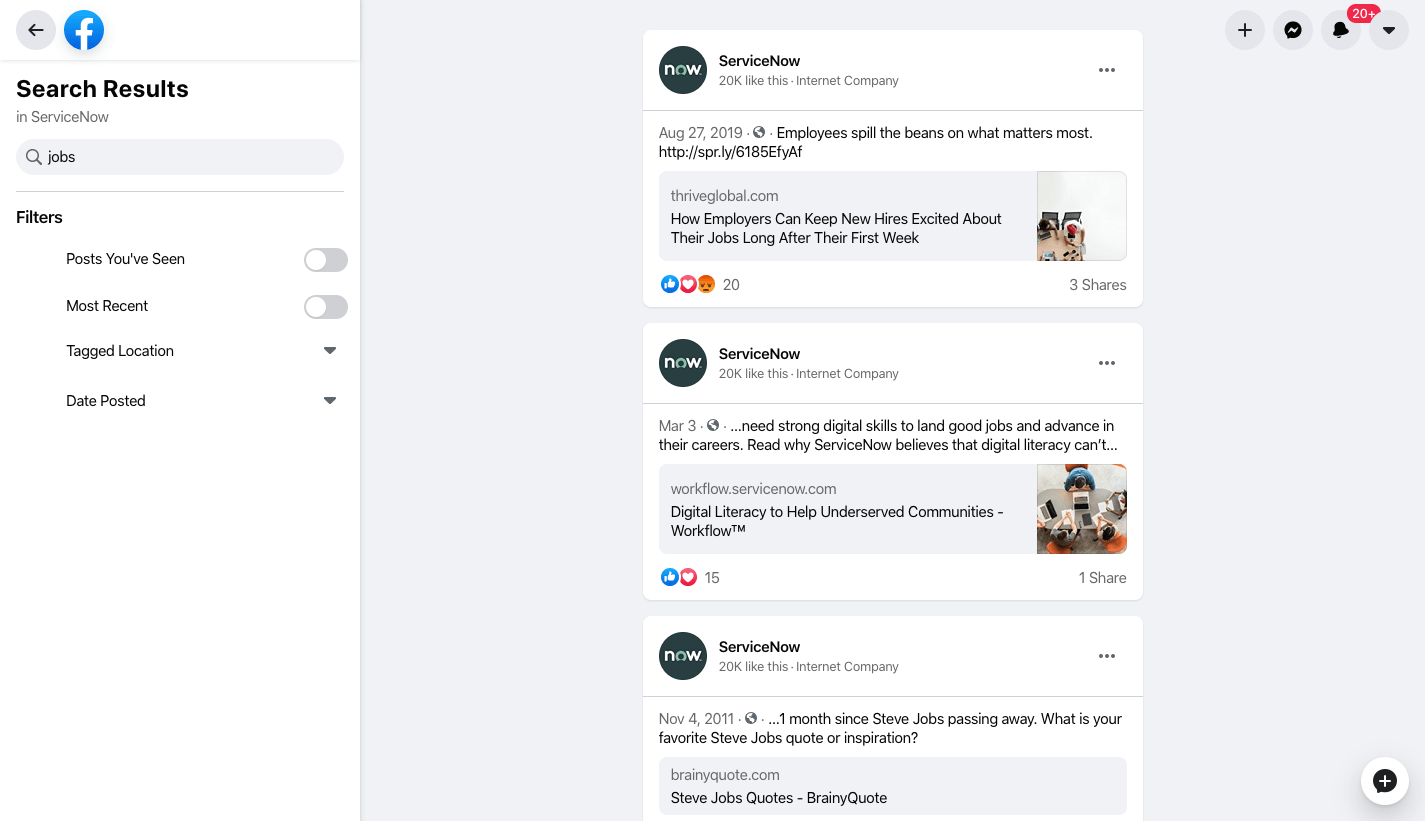 20+
Search Results
in ServiceNow
jobs
Filters
Posts You've Seen
Most Recent
Tagged Location
Date Posted
now
ServiceNow
20K like this · Internet Company
Aug 27, 2019 · · Employees spill the beans on what matters most.
http://spr.ly/6185EfyAf
thriveglobal.com
How Employers Can Keep New Hires Excited About
Their Jobs Long After Their First Week
20
3 Shares
now
ServiceNow
20K like this · Internet Company
Mar 3 · · ...need strong digital skills to land good jobs and advance in
their careers. Read why ServiceNow believes that digital literacy can't...
workflow.servicenow.com
Digital Literacy to Help Underserved Communities -
Workflow™
15
1 Share
now
ServiceNow
20K like this · Internet Company
Nov 4, 2011 · · ...1 month since Steve Jobs passing away. What is your
favorite Steve Jobs quote or inspiration?
brainyquote.com
Steve Jobs Quotes - BrainyQuote